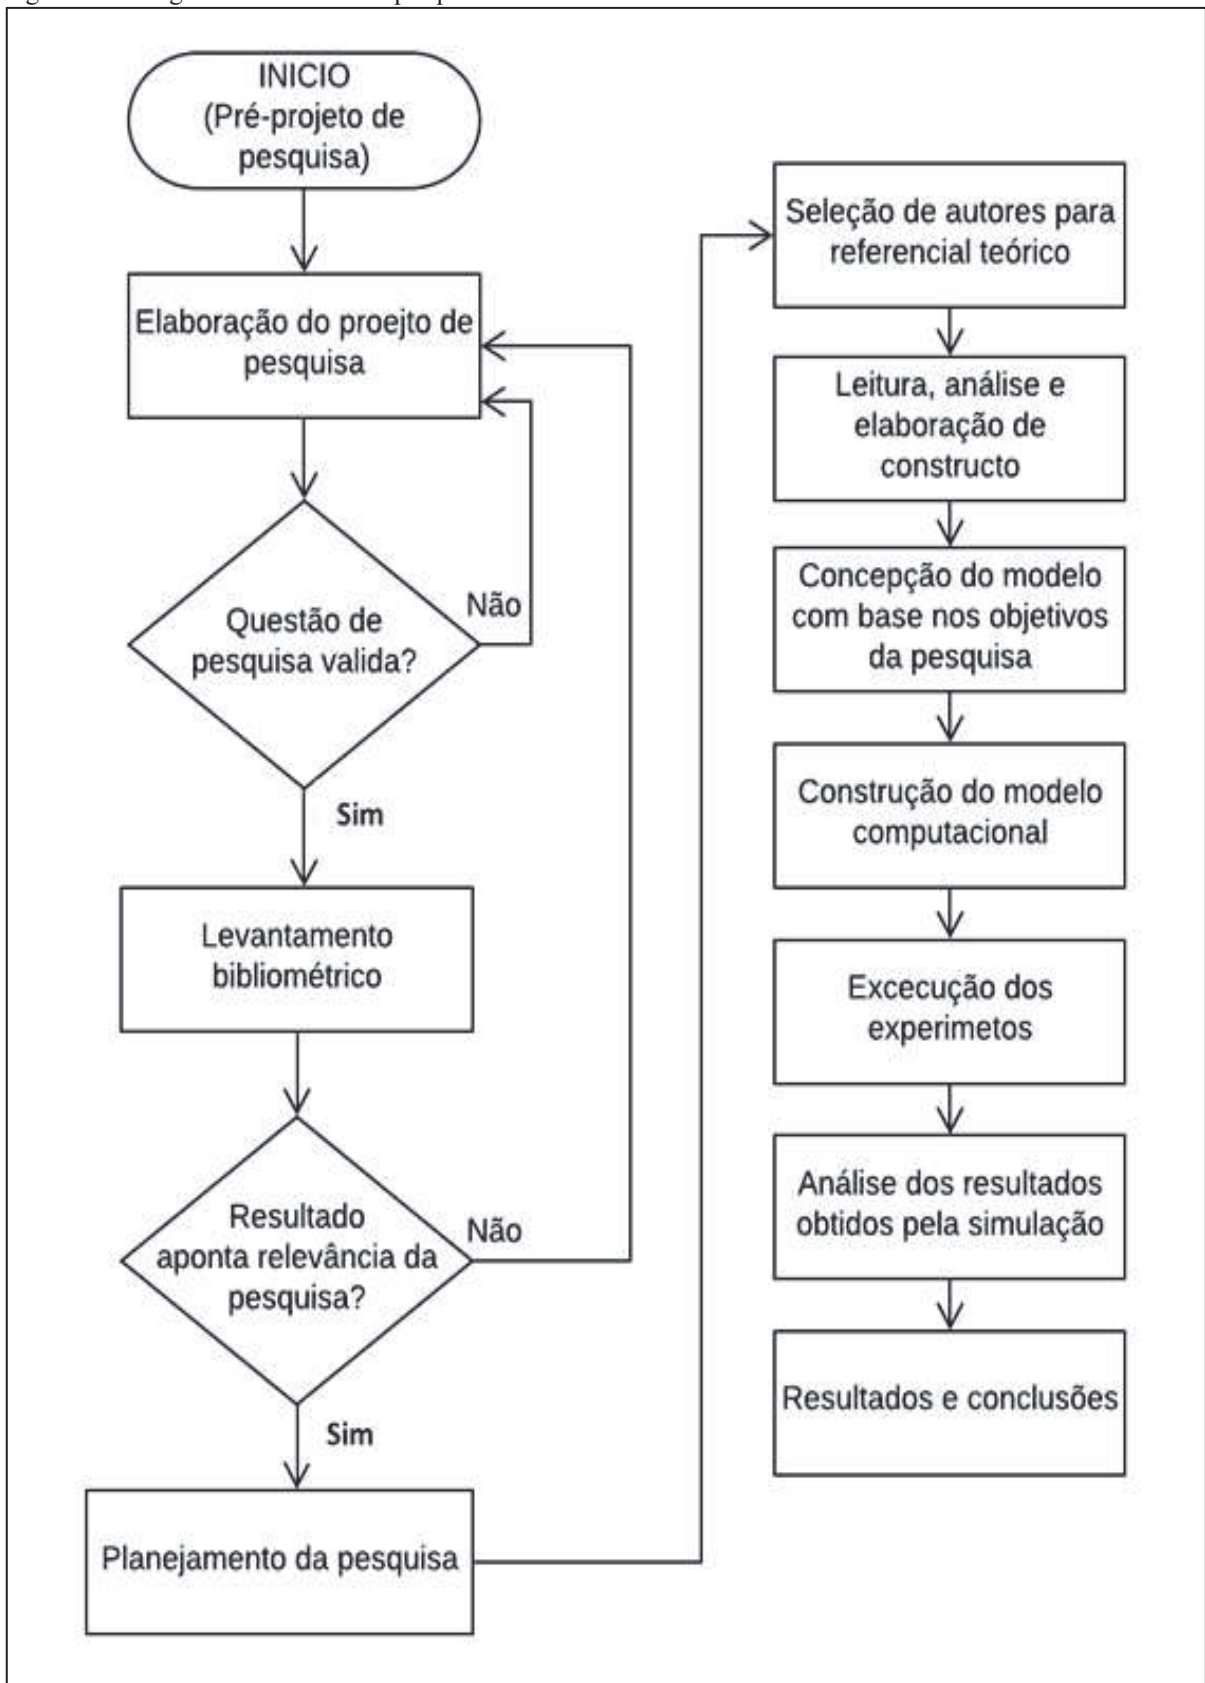 INICIO
(Pré-projeto de
pesquisa)
Elaboração do proejto de
pesquisa
Questão de
pesquisa valida?
Não
Sim
Levantamento
bibliométrico
Resultado
aponta relevância da
pesquisa?
Não
Sim
Planejamento da pesquisa
Seleção de autores para
referencial teórico
Leitura, análise e
elaboração de
constructo
Concepção do modelo
com base nos objetivos
da pesquisa
Construção do modelo
computacional
Excecução dos
experimetos
Análise dos resultados
obtidos pela simulação
Resultados e conclusões